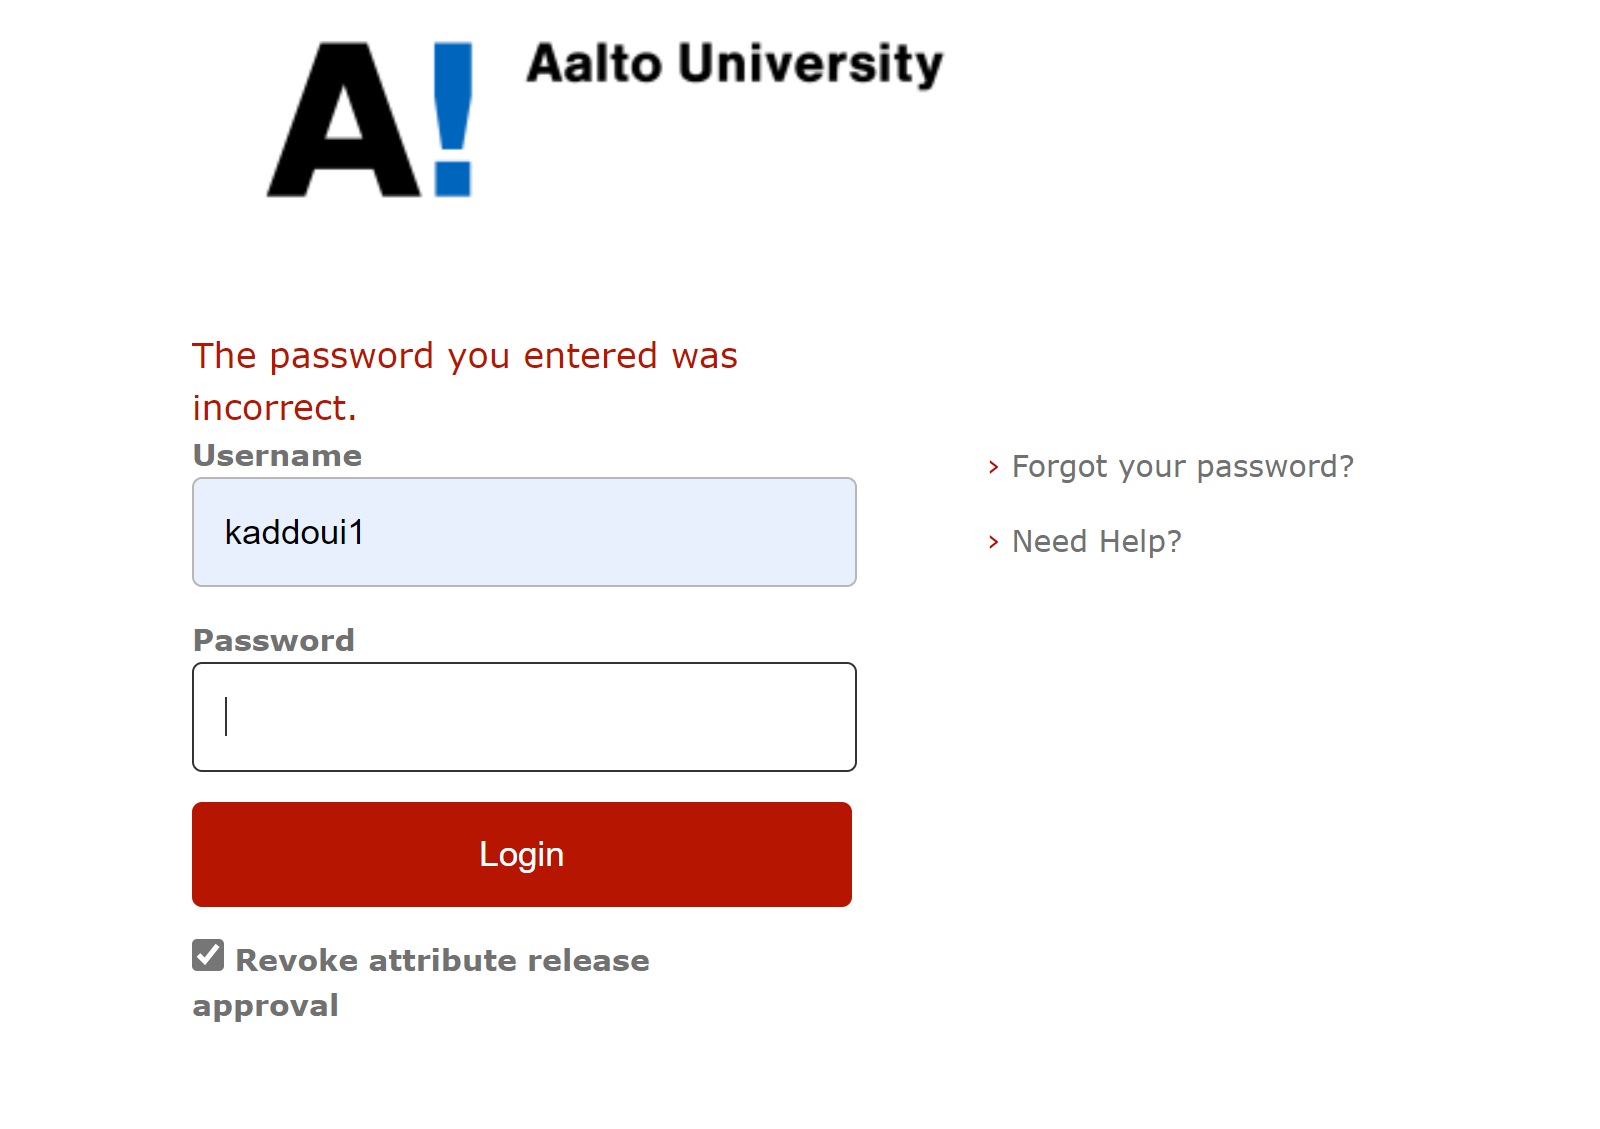 A!
Aalto University
The password you entered was
incorrect.
Username
kaddoui1
› Forgot your password?
› Need Help?
Password
Login
Revoke attribute release
approval